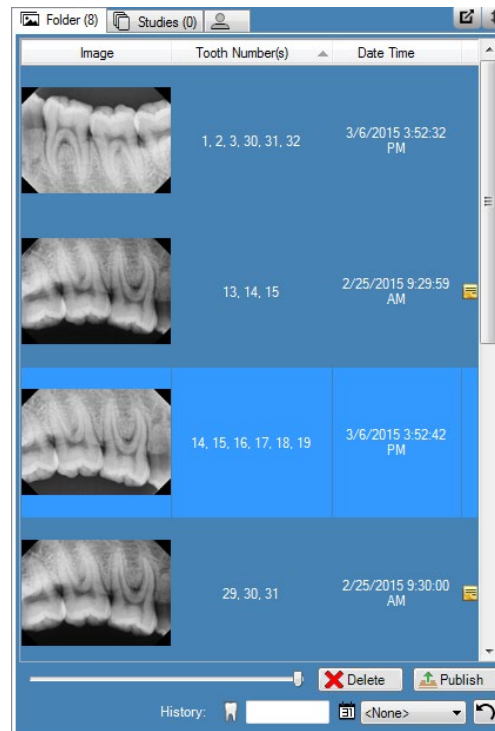 Folder (8) Studies (0)
Image Tooth Number(s) Date Time
1, 2, 3, 30, 31, 32 3/6/2015 3:52:32
PM
13, 14, 15 2/25/2015 9:29:59
AM
14, 15, 16, 17, 18, 19 3/6/2015 3:52:42
PM
29, 30, 31 2/25/2015 9:30:00
AM
Delete Publish
History: 31 <None>